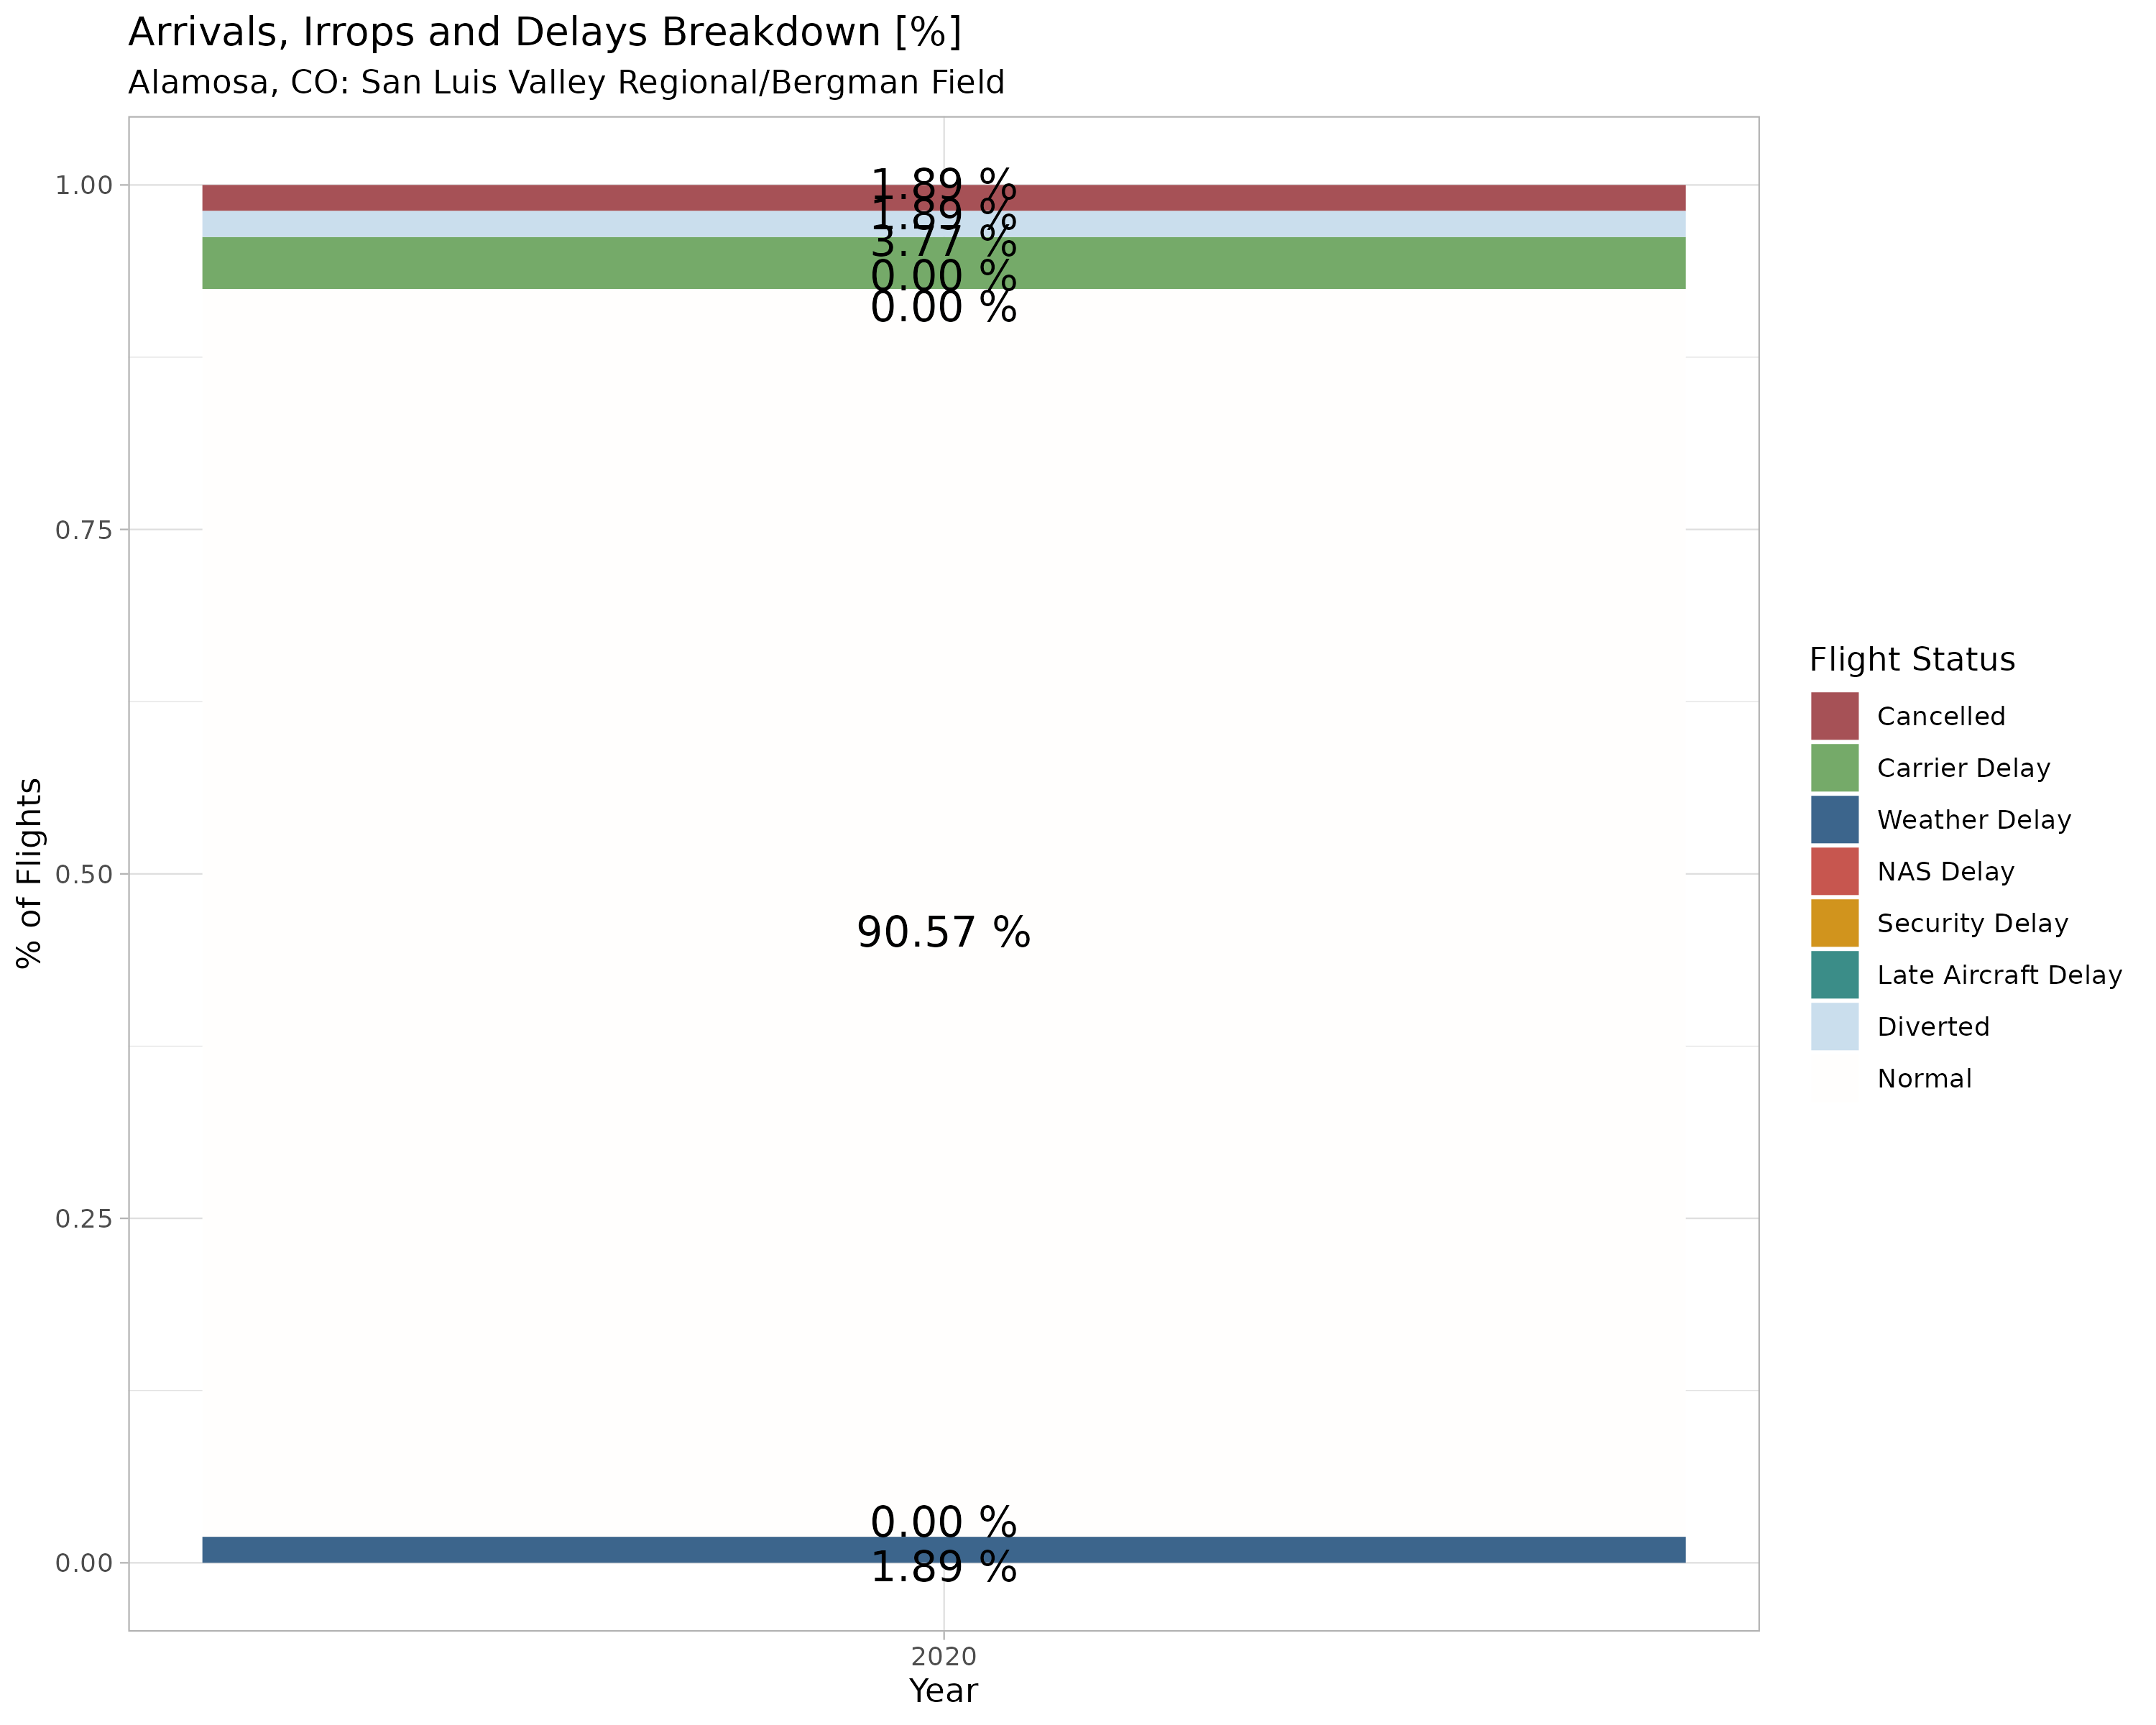 Arrivals, Irrops and Delays Breakdown [%]
Alamosa, CO: San Luis Valley Regional/Bergman Field
% of Flights
1.00
0.75
0.50
0.25
0.00
1.89 %
1.89 %
3.77 %
0.00 %
0.00 %
90.57 %
0.00 %
1.89 %
2020
Year
Flight Status
Cancelled
Carrier Delay
Weather Delay
NAS Delay
Security Delay
Late Aircraft Delay
Diverted
Normal